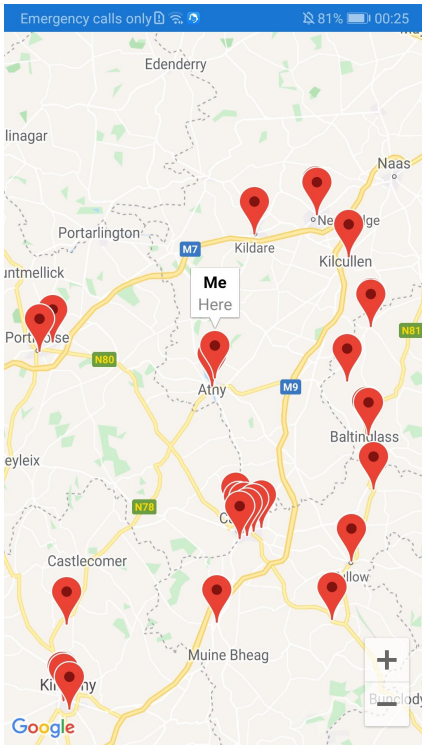 Emergency calls only 81% 00:25
Edenderry
Naas
Portarlington
M7
Kildare
Kilcullen
Me
Here
N81
N80
Athy
M9
Baltinglass
N78
Castlecomer
Muine Bheag
+
−
Google